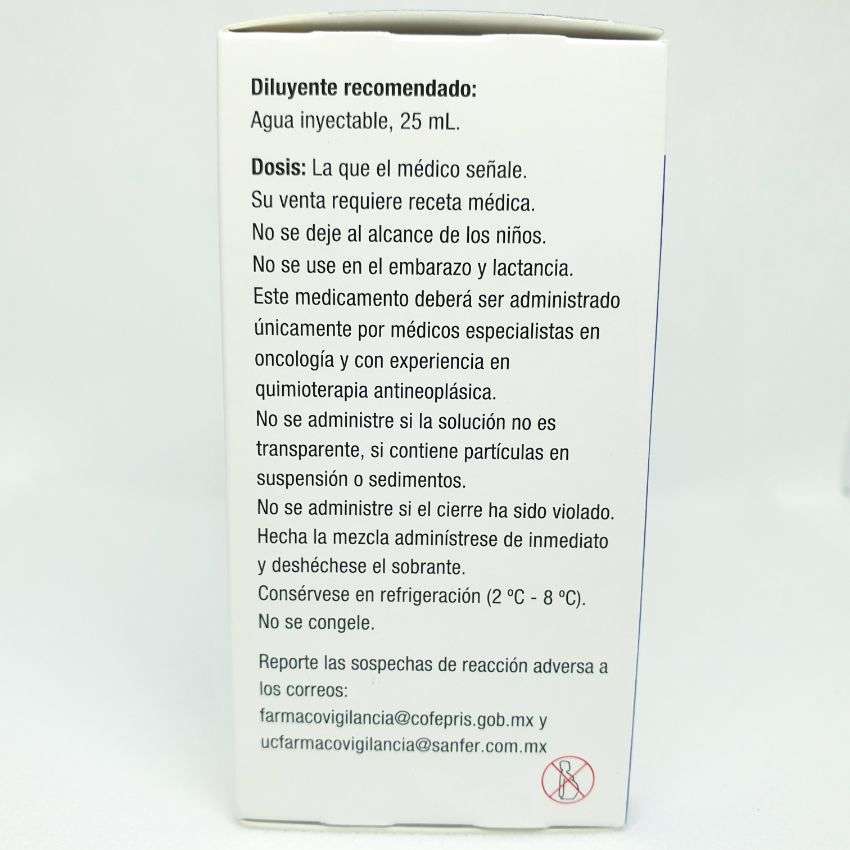 Diluyente recomendado:
Agua inyectable, 25 mL.
Dosis: La que el médico señale.
Su venta requiere receta médica.
No se deje al alcance de los niños.
No se use en el embarazo y lactancia.
Este medicamento deberá ser administrado
únicamente por médicos especialistas en
oncología y con experiencia en
quimioterapia antineoplásica.
No se administre si la solución no es
transparente, si contiene partículas en
suspensión o sedimentos.
No se administre si el cierre ha sido violado.
Hecha la mezcla adminístrese de inmediato
y deshéchese el sobrante.
Consérvese en refrigeración (2 ºC - 8 ºC).
No se congele.
Reporte las sospechas de reacción adversa a
los correos:
farmacovigilancia@cofepris.gob.mx y
ucfarmacovigilancia@sanfer.com.mx